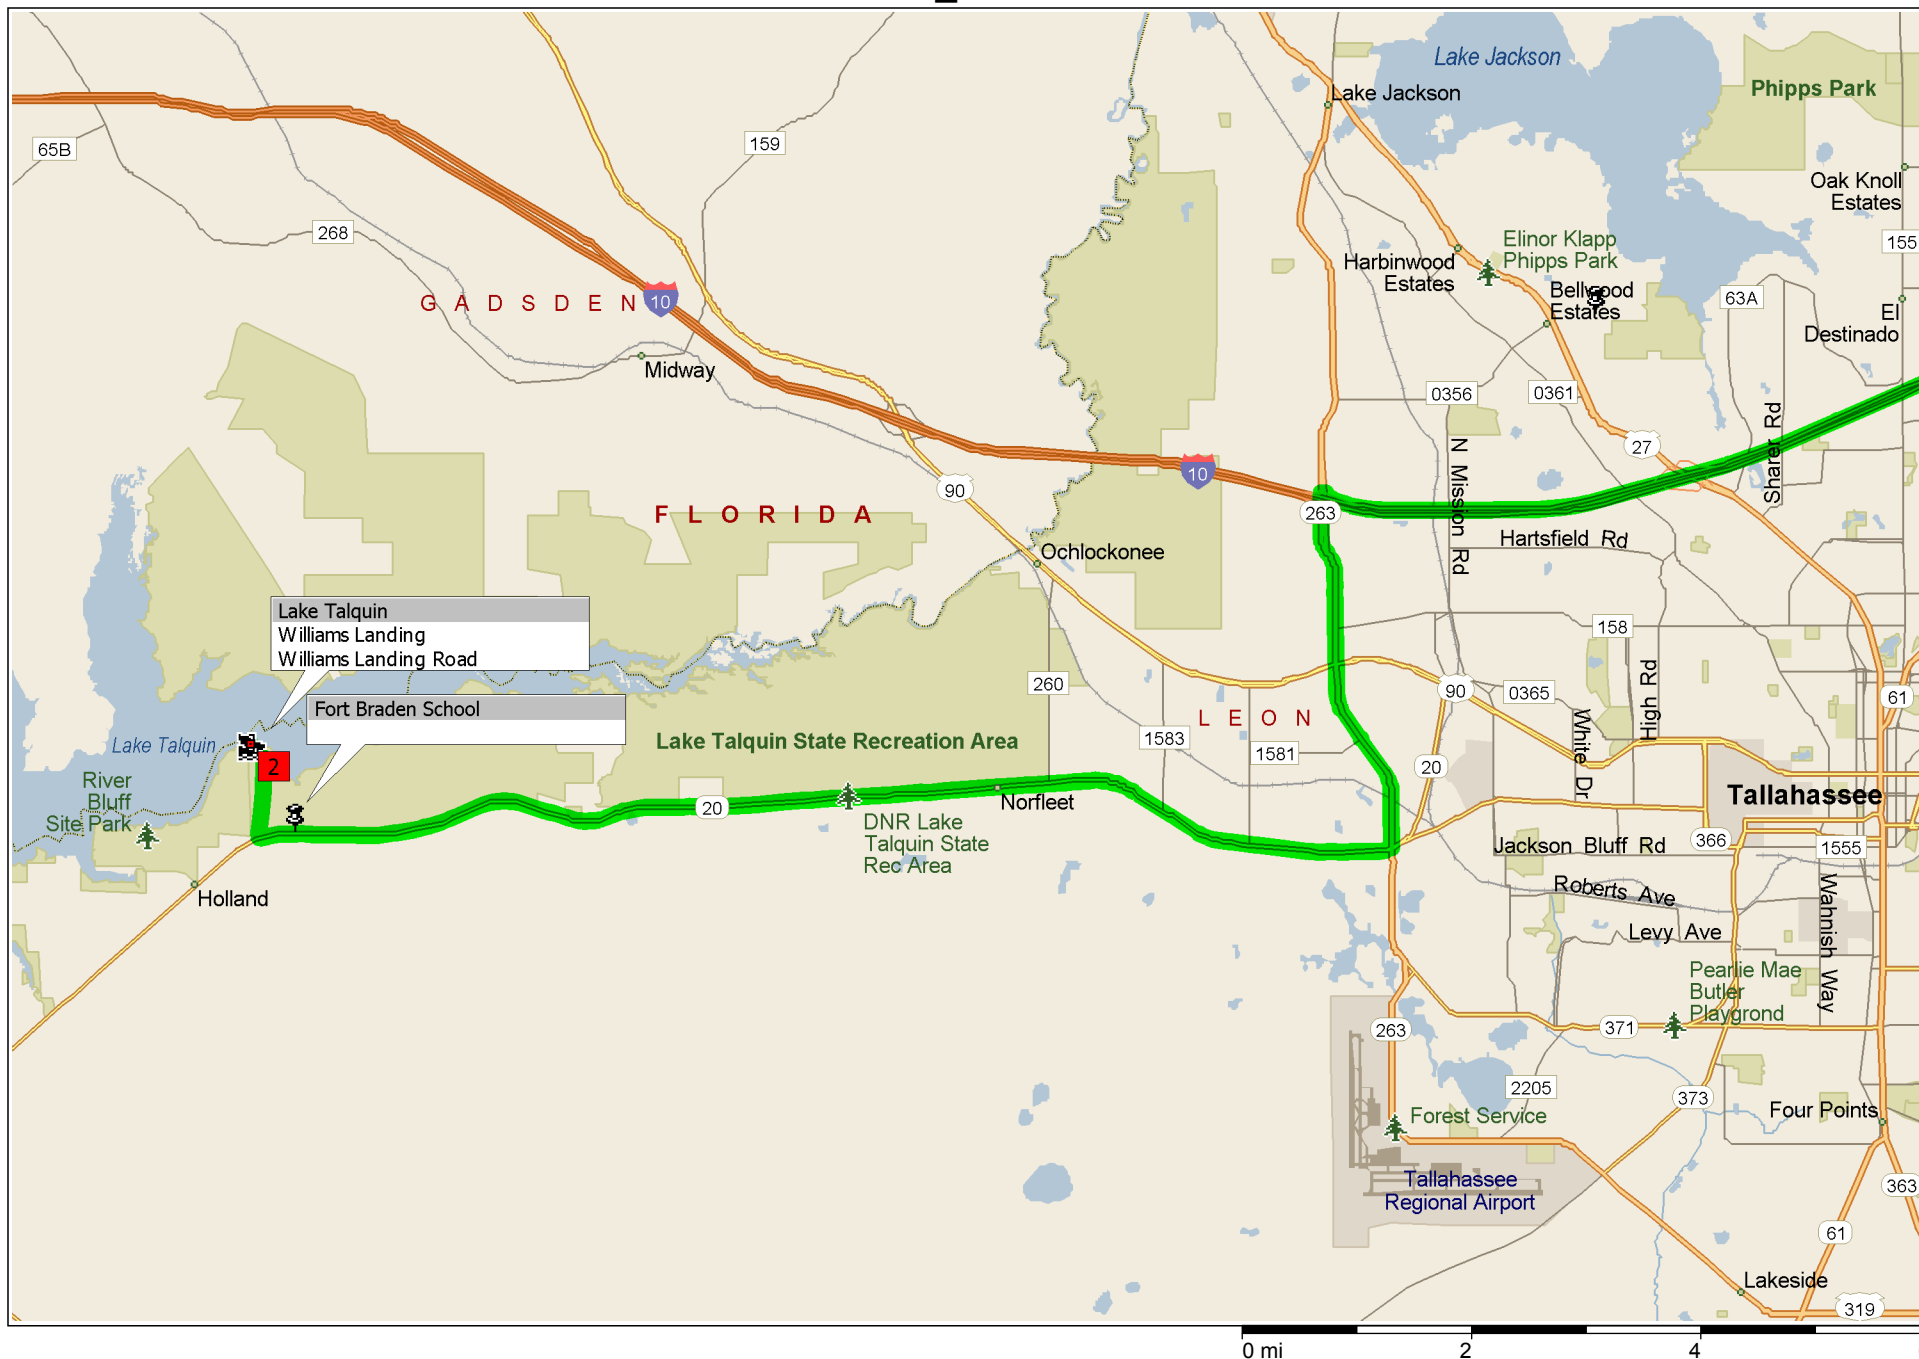 Lake Jackson
Phipps Park
Lake Jackson
65B
159
Oak Knoll
Estates
268
155
Elinor Klapp
Phipps Park
Harbinwood
Estates
Bellwood
Estates
G A D S D E N
10
63A
El
Destinado
Midway
0356
0361
Sharer Rd
27
N Mission Rd
10
90
F L O R I D A
263
Hartsfield Rd
Ochlockonee
Lake Talquin
Williams Landing
Williams Landing Road
158
High Rd
260
90
0365
61
Fort Braden School
L E O N
White Dr
Lake Talquin
Lake Talquin State Recreation Area
1583
1581
2
20
River
Bluff
Site Park
20
Norfleet
Tallahassee
DNR Lake
Talquin State
Rec Area
366
Jackson Bluff Rd
1555
Holland
Roberts Ave
Wahnish Way
Levy Ave
Pearlie Mae
Butler
Playgrond
263
371
2205
373
Forest Service
Four Points
Tallahassee
Regional Airport
363
61
Lakeside
319
0 mi
2
4